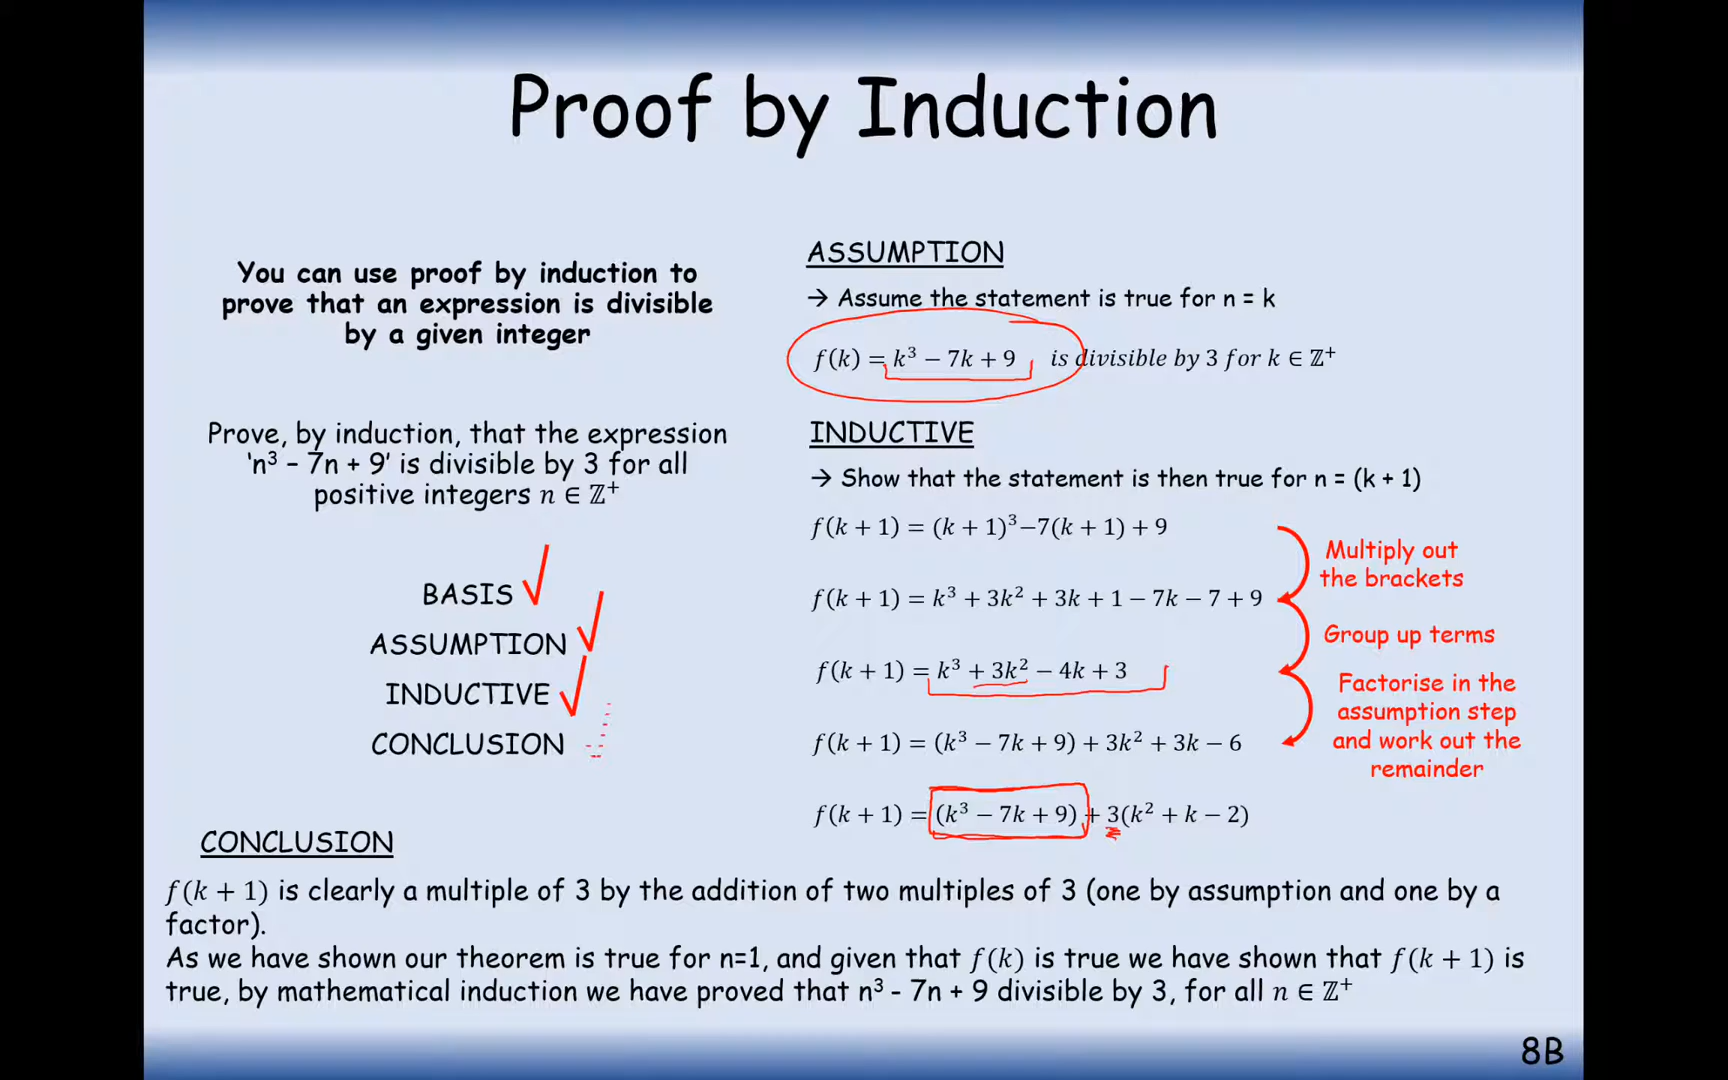 Proof by Induction
You can use proof by induction to
prove that an expression is divisible
by a given integer
Prove, by induction, that the expression
‘n³ – 7n + 9’ is divisible by 3 for all
positive integers n ∈ ℤ⁺
BASIS
ASSUMPTION
INDUCTIVE
CONCLUSION
ASSUMPTION
→ Assume the statement is true for n = k
f(k) = k³ − 7k + 9 is divisible by 3 for k ∈ ℤ⁺
INDUCTIVE
→ Show that the statement is then true for n = (k + 1)
f(k + 1) = (k + 1)³−7(k + 1) + 9
f(k + 1) = k³ + 3k² + 3k + 1 − 7k − 7 + 9
f(k + 1) = k³ + 3k² − 4k + 3
f(k + 1) = (k³ − 7k + 9) + 3k² + 3k − 6
f(k + 1) = (k³ − 7k + 9) + 3(k² + k − 2)
Multiply out
the brackets
Group up terms
Factorise in the
assumption step
and work out the
remainder
CONCLUSION
f(k + 1) is clearly a multiple of 3 by the addition of two multiples of 3 (one by assumption and one by a
factor).
As we have shown our theorem is true for n=1, and given that f(k) is true we have shown that f(k + 1) is
true, by mathematical induction we have proved that n³ - 7n + 9 divisible by 3, for all n ∈ ℤ⁺
8B